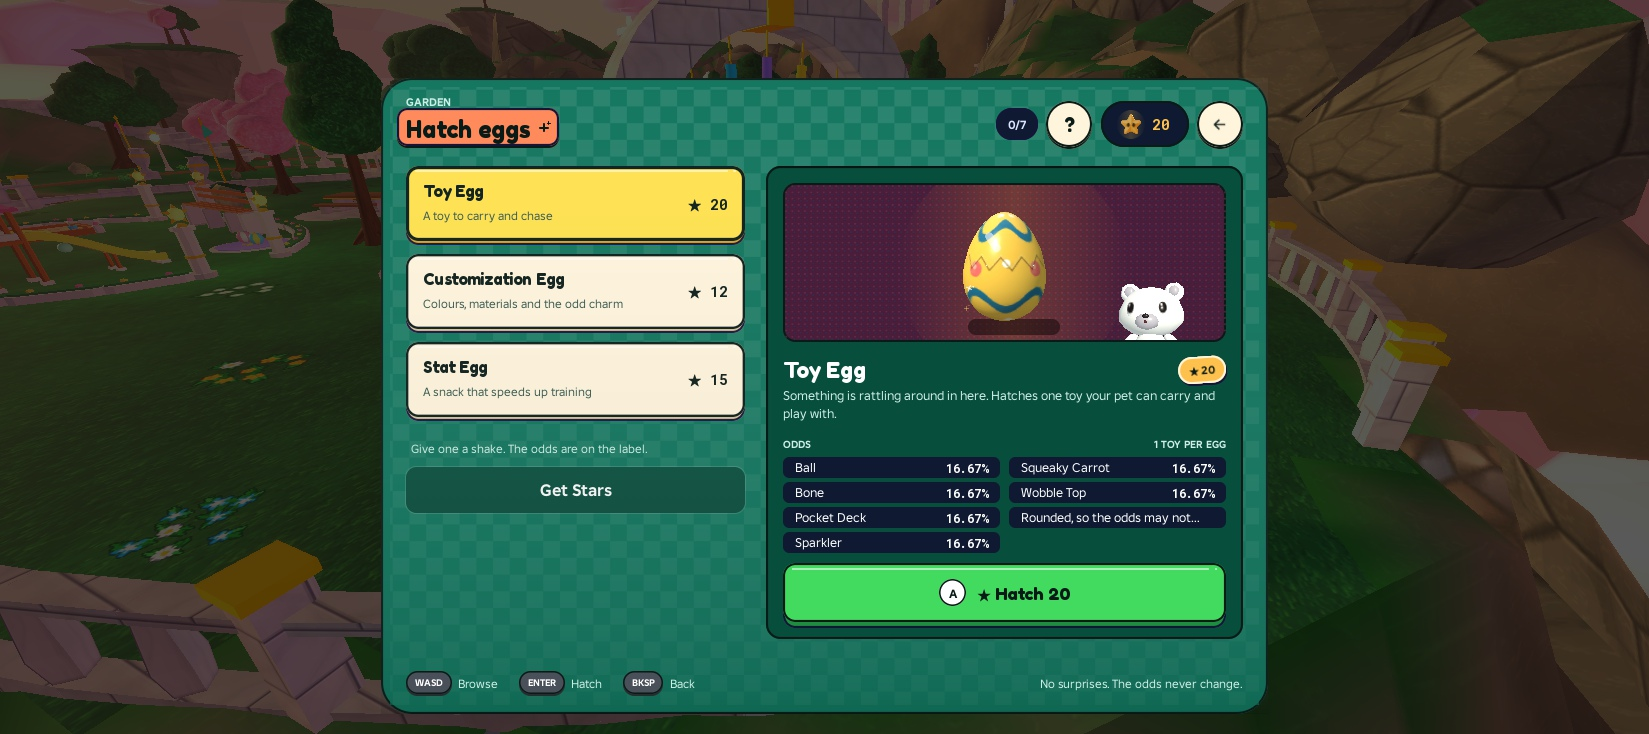 GARDEN
Hatch eggs
0/7
?
20
Toy Egg
A toy to carry and chase
★ 20
Customization Egg
Colours, materials and the odd charm
★ 12
Stat Egg
A snack that speeds up training
★ 15
Give one a shake. The odds are on the label.
Get Stars
Toy Egg
★ 20
Something is rattling around in here. Hatches one toy your pet can carry and
play with.
ODDS
1 TOY PER EGG
Ball 16.67%
Squeaky Carrot 16.67%
Bone 16.67%
Wobble Top 16.67%
Pocket Deck 16.67%
Rounded, so the odds may not...
Sparkler 16.67%
A ★ Hatch 20
WASD Browse ENTER Hatch BKSP Back
No surprises. The odds never change.